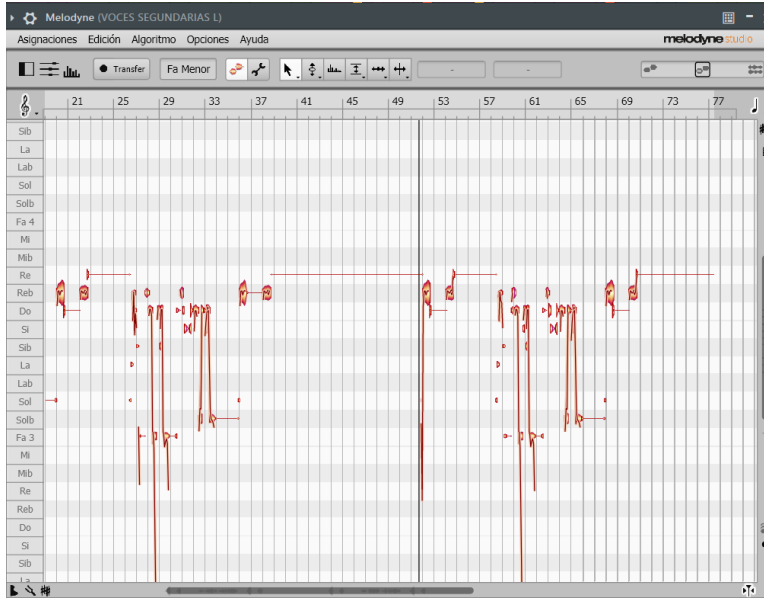 Melodyne (VOCES SEGUNDARIAS L)
Asignaciones Edición Algoritmo Opciones Ayuda
melodyne studio
Transfer Fa Menor - -
21 25 29 33 37 41 45 49 53 57 61 65 69 73 77
Sib
La
Lab
Sol
Solb
Fa 4
Mi
Mib
Re
Reb
Do
Si
Sib
La
Lab
Sol
Solb
Fa 3
Mi
Mib
Re
Reb
Do
Si
Sib
La